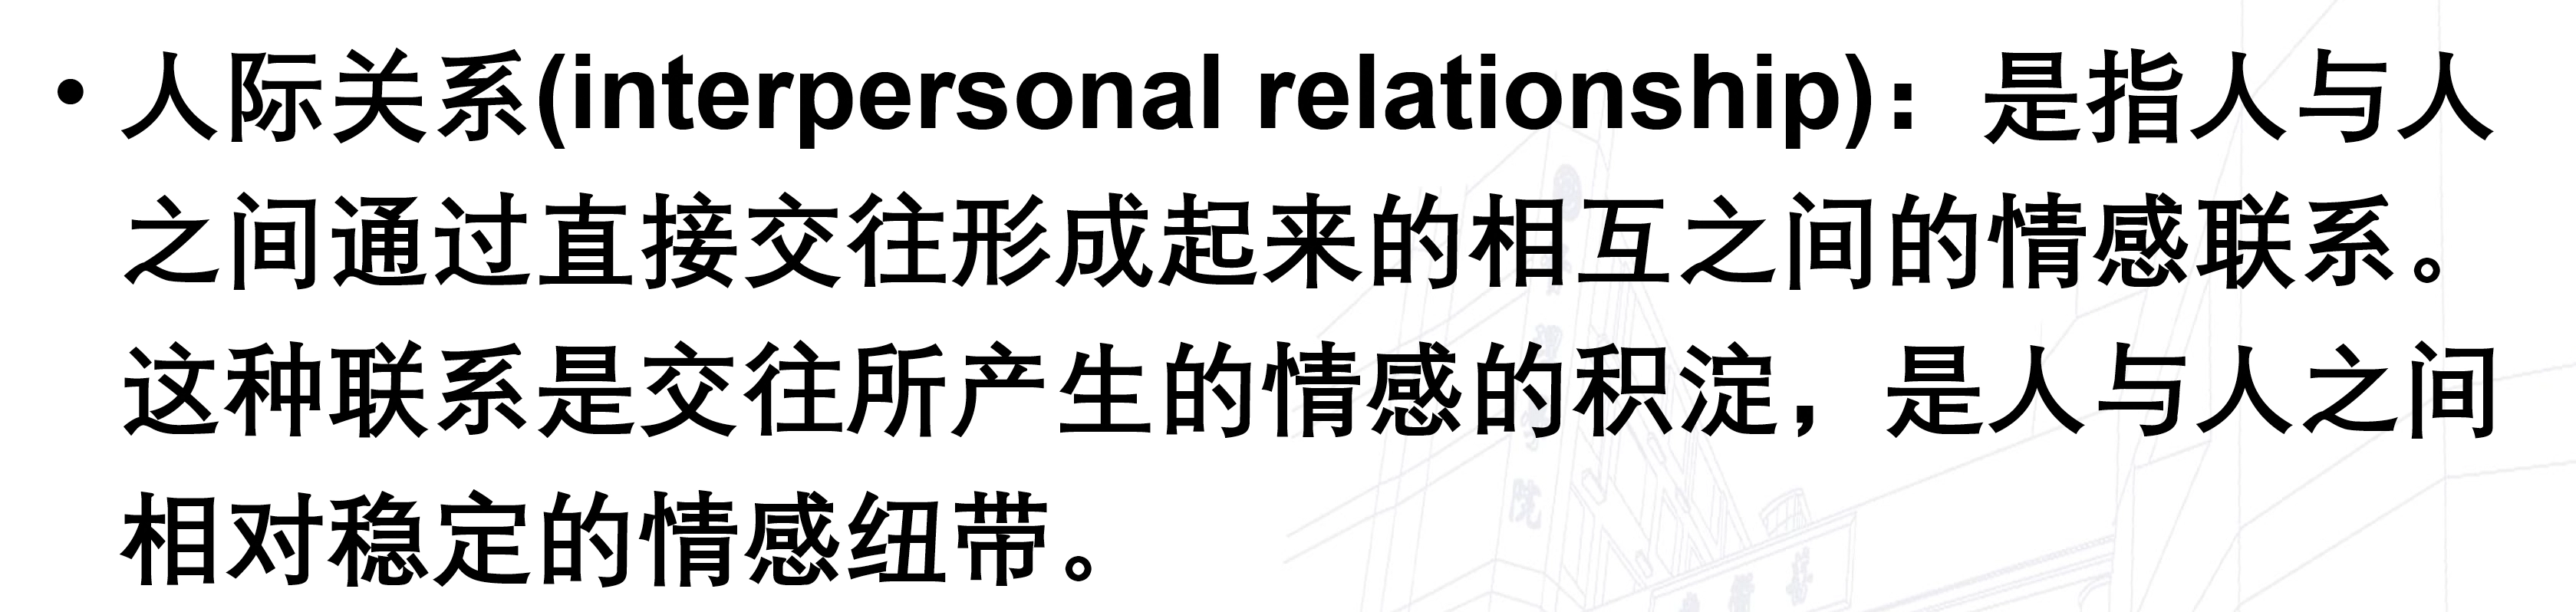 • 人际关系(interpersonal relationship)：是指人与人
之间通过直接交往形成起来的相互之间的情感联系。
这种联系是交往所产生的情感的积淀，是人与人之间
相对稳定的情感纽带。
院